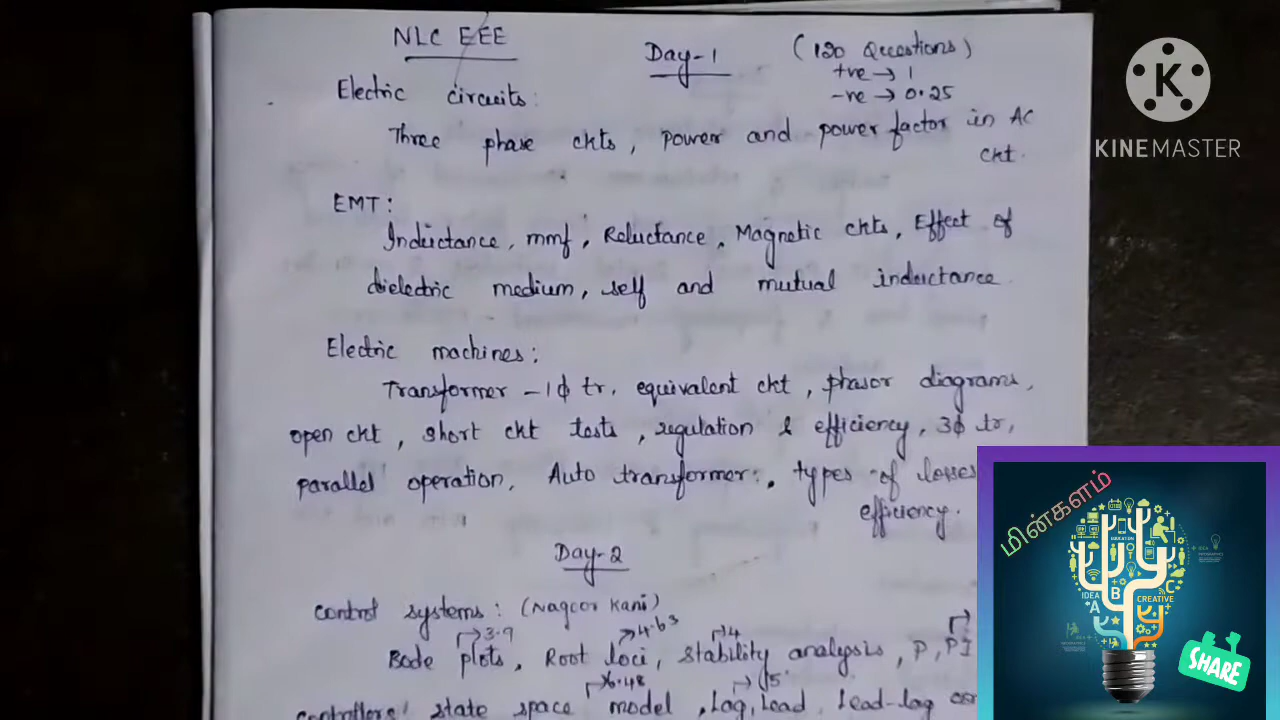 NLC EEE
Day-1
(120 Questions)
+ve → 1
-ve → 0.25
Electric circuits:
Three phase ckts, power and power factor in AC
ckt.
EMT:
Inductance, mmf, Reluctance, Magnetic ckts, Effect of
dielectric medium, self and mutual inductance.
Electric machines:
Transformer - 1ϕ tr, equivalent ckt, phasor diagrams,
open ckt, short ckt tests, regulation & efficiency, 3ϕ tr,
parallel operation, Auto transformer, types of losses
efficiency.
Day-2
control systems: (Nagoor Kani)
→3.9 →4.63 →4
Bode plots, Root loci, stability analysis, P, PI
→6.48
controllers, state space model, Lag, Lead, Lead-lag
K
KINEMASTER
மின்களம்
IDEA
A
B
C
EDUCATION
CREATIVE
SHARE